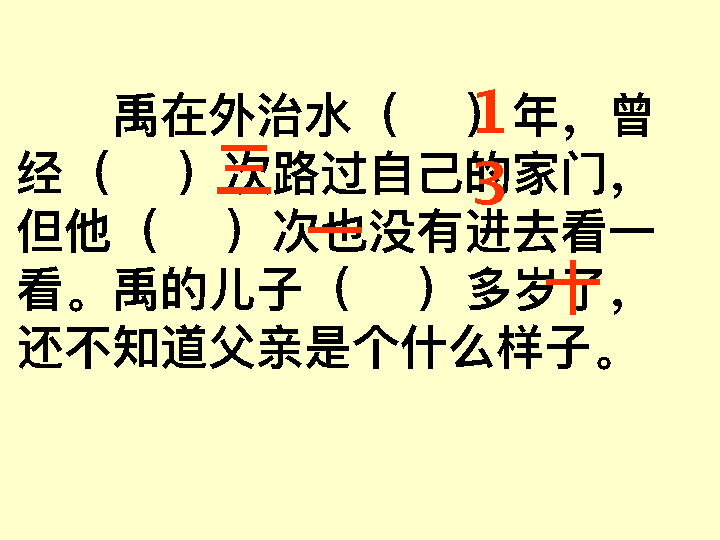 禹在外治水（　）年，曾
经（　）次路过自己的家门，
但他（　）次也没有进去看一
看。禹的儿子（　）多岁了，
还不知道父亲是个什么样子。
1
3
三
一
十